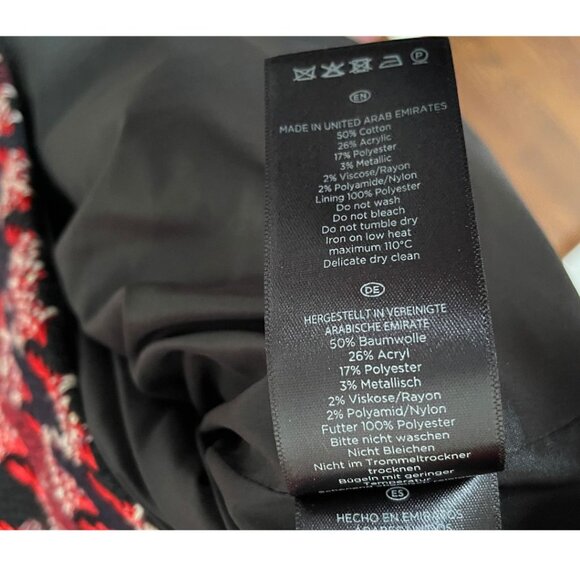 P
EN
MADE IN UNITED ARAB EMIRATES
50% Cotton
26% Acrylic
17% Polyester
3% Metallic
2% Viscose/Rayon
2% Polyamide/Nylon
Lining 100% Polyester
Do not wash
Do not bleach
Do not tumble dry
Iron on low heat
maximum 110°C
Delicate dry clean
DE
HERGESTELLT IN VEREINIGTE
ARABISCHE EMIRATE
50% Baumwolle
26% Acryl
17% Polyester
3% Metallisch
2% Viskose/Rayon
2% Polyamid/Nylon
Futter 100% Polyester
Bitte nicht waschen
Nicht Bleichen
Nicht im Trommeltrockner
trocknen
Bügeln mit geringer
Temperatur
ES
HECHO EN EMIRATOS